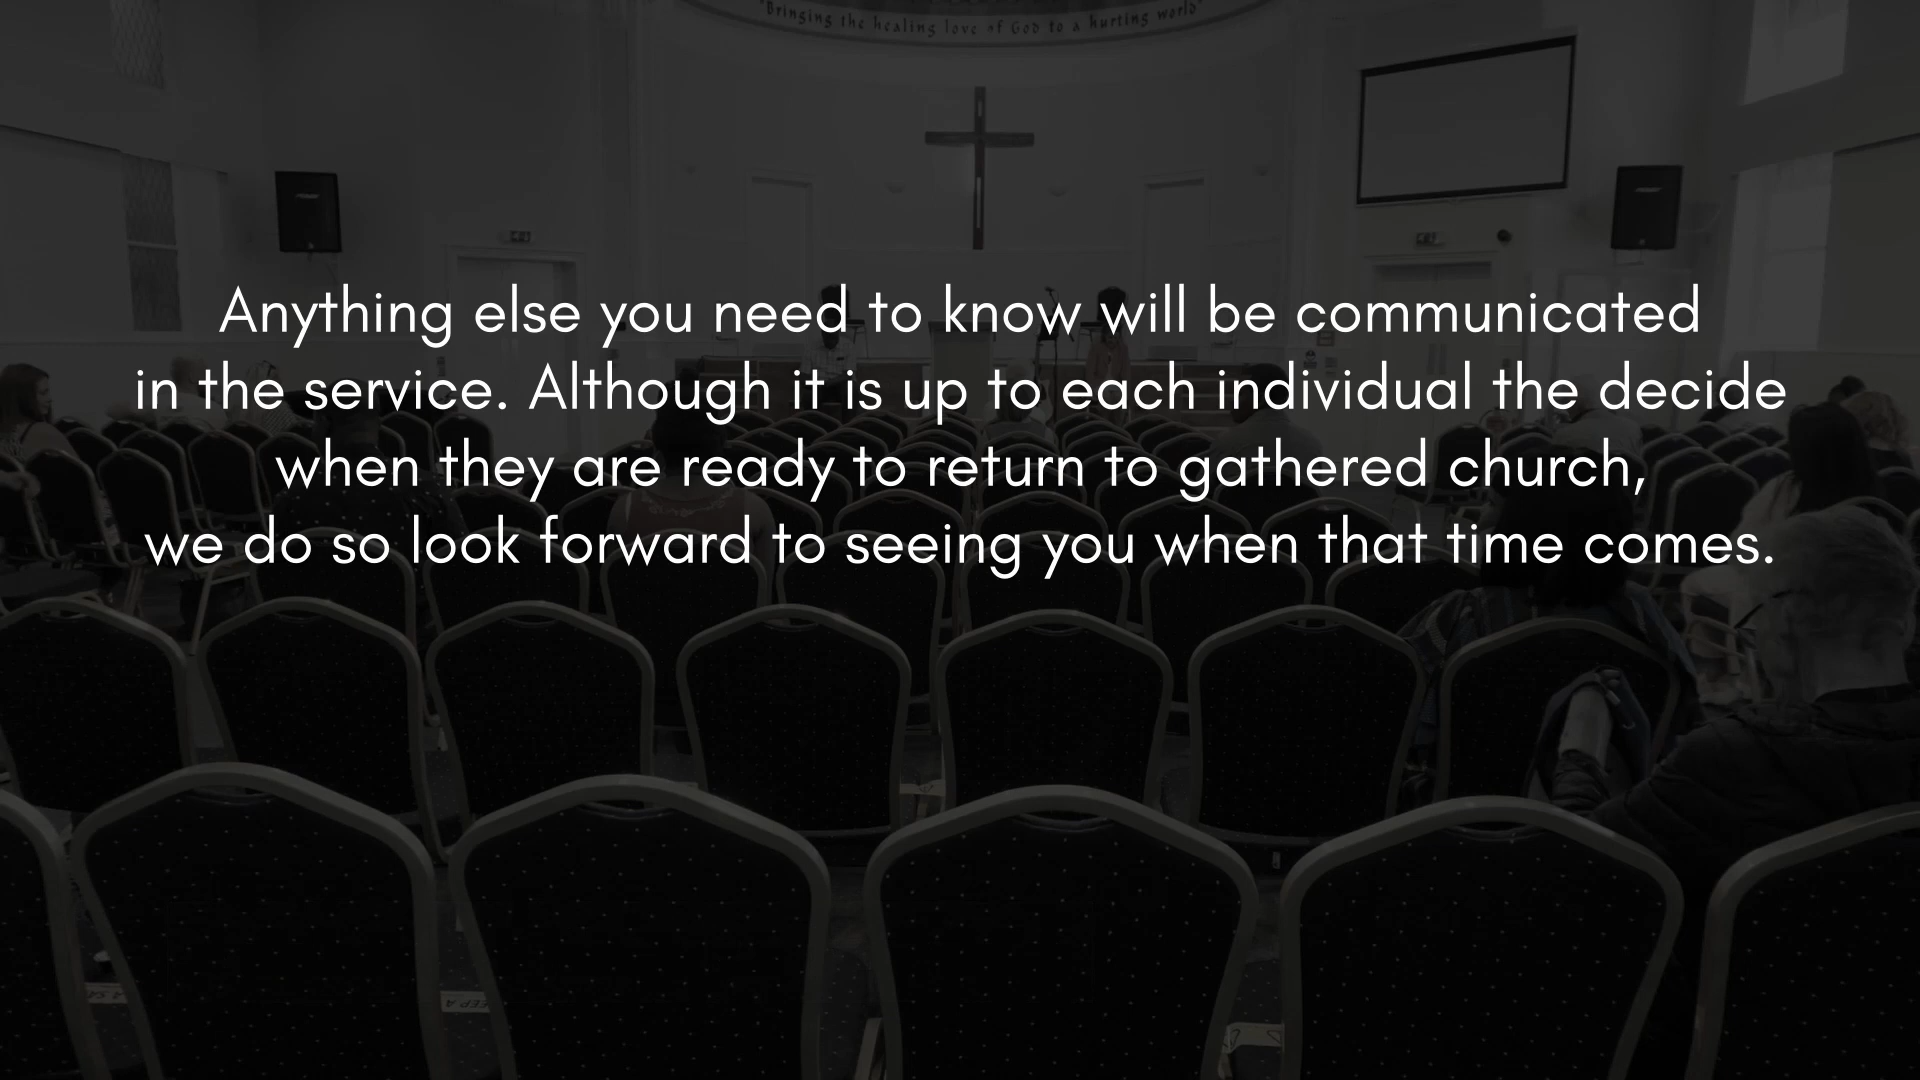 "Bringing the healing love of God to a hurting world"
Anything else you need to know will be communicated
in the service. Although it is up to each individual the decide
when they are ready to return to gathered church,
we do so look forward to seeing you when that time comes.
EEP A